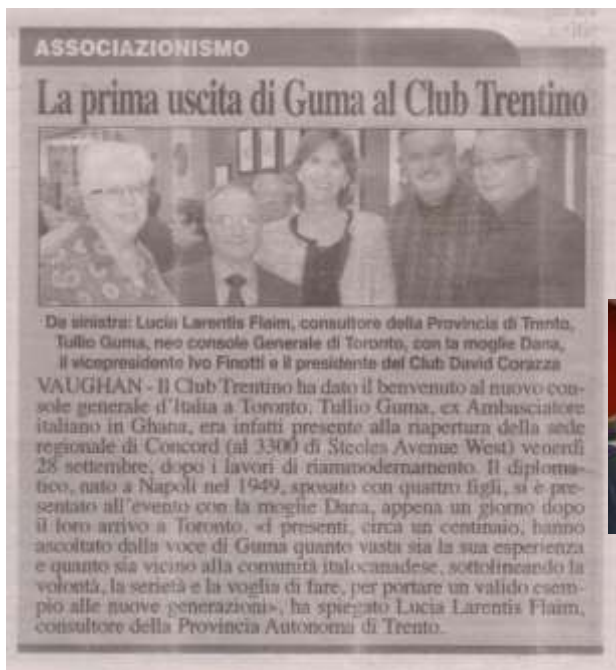 ASSOCIAZIONISMO
La prima uscita di Guma al Club Trentino
Da sinistra: Lucia Larentis Flaim, consultore della Provincia di Trento,
Tullio Guma, neo console Generale di Toronto, con la moglie Dana,
il vicepresidente Ivo Finotti e il presidente del Club David Corazza
VAUGHAN - Il Club Trentino ha dato il benvenuto al nuovo con-
sole generale d'Italia a Toronto. Tullio Guma, ex Ambasciatore
italiano in Ghana, era infatti presente alla riapertura della sede
regionale di Concord (al 3300 di Steeles Avenue West) venerdì
28 settembre, dopo i lavori di riammodernamento. Il diploma-
tico, nato a Napoli nel 1949, sposato con quattro figli, si è pre-
sentato all'evento con la moglie Dana, appena un giorno dopo
il loro arrivo a Toronto. «I presenti, circa un centinaio, hanno
ascoltato dalla voce di Guma quanto vasta sia la sua esperienza
e quanto sia vicino alla comunità italocanadese, sottolineando la
volontà, la serietà e la voglia di fare, per portare un valido esem-
pio alle nuove generazioni», ha spiegato Lucia Larentis Flaim,
consultore della Provincia Autonoma di Trento.